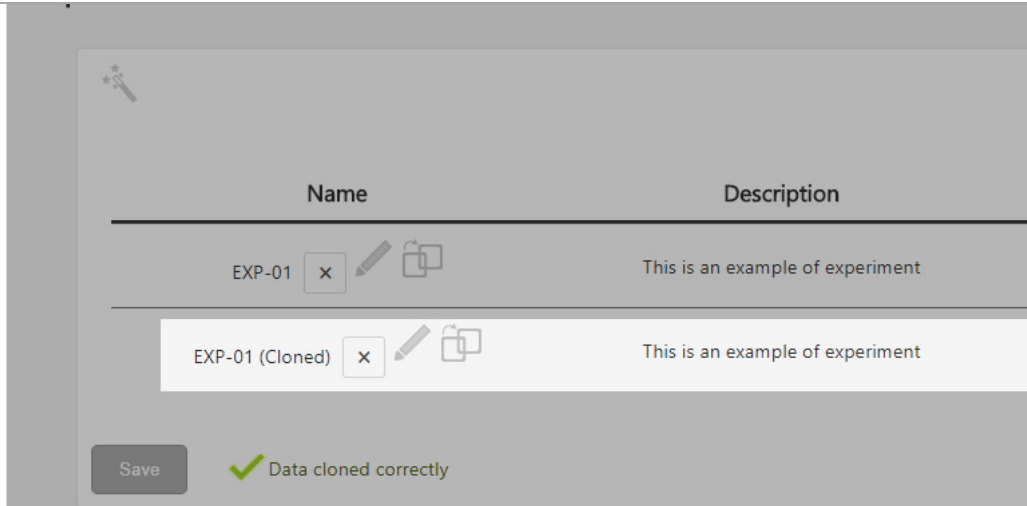 Name Description
EXP-01 × This is an example of experiment
EXP-01 (Cloned) × This is an example of experiment
Save Data cloned correctly